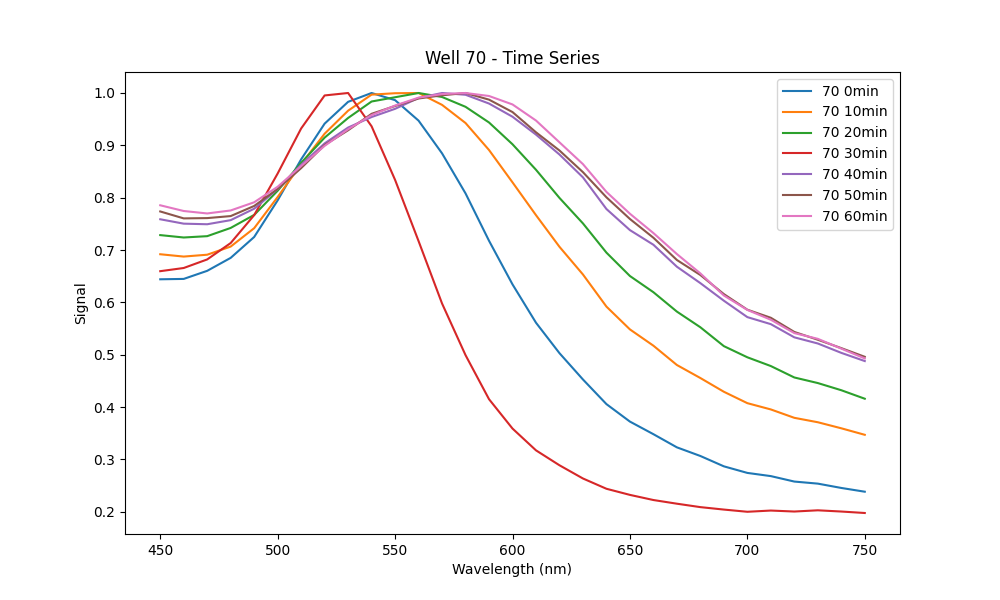 Well 70 - Time Series
Signal
1.0
0.9
0.8
0.7
0.6
0.5
0.4
0.3
0.2
70 0min
70 10min
70 20min
70 30min
70 40min
70 50min
70 60min
450 500 550 600 650 700 750
Wavelength (nm)